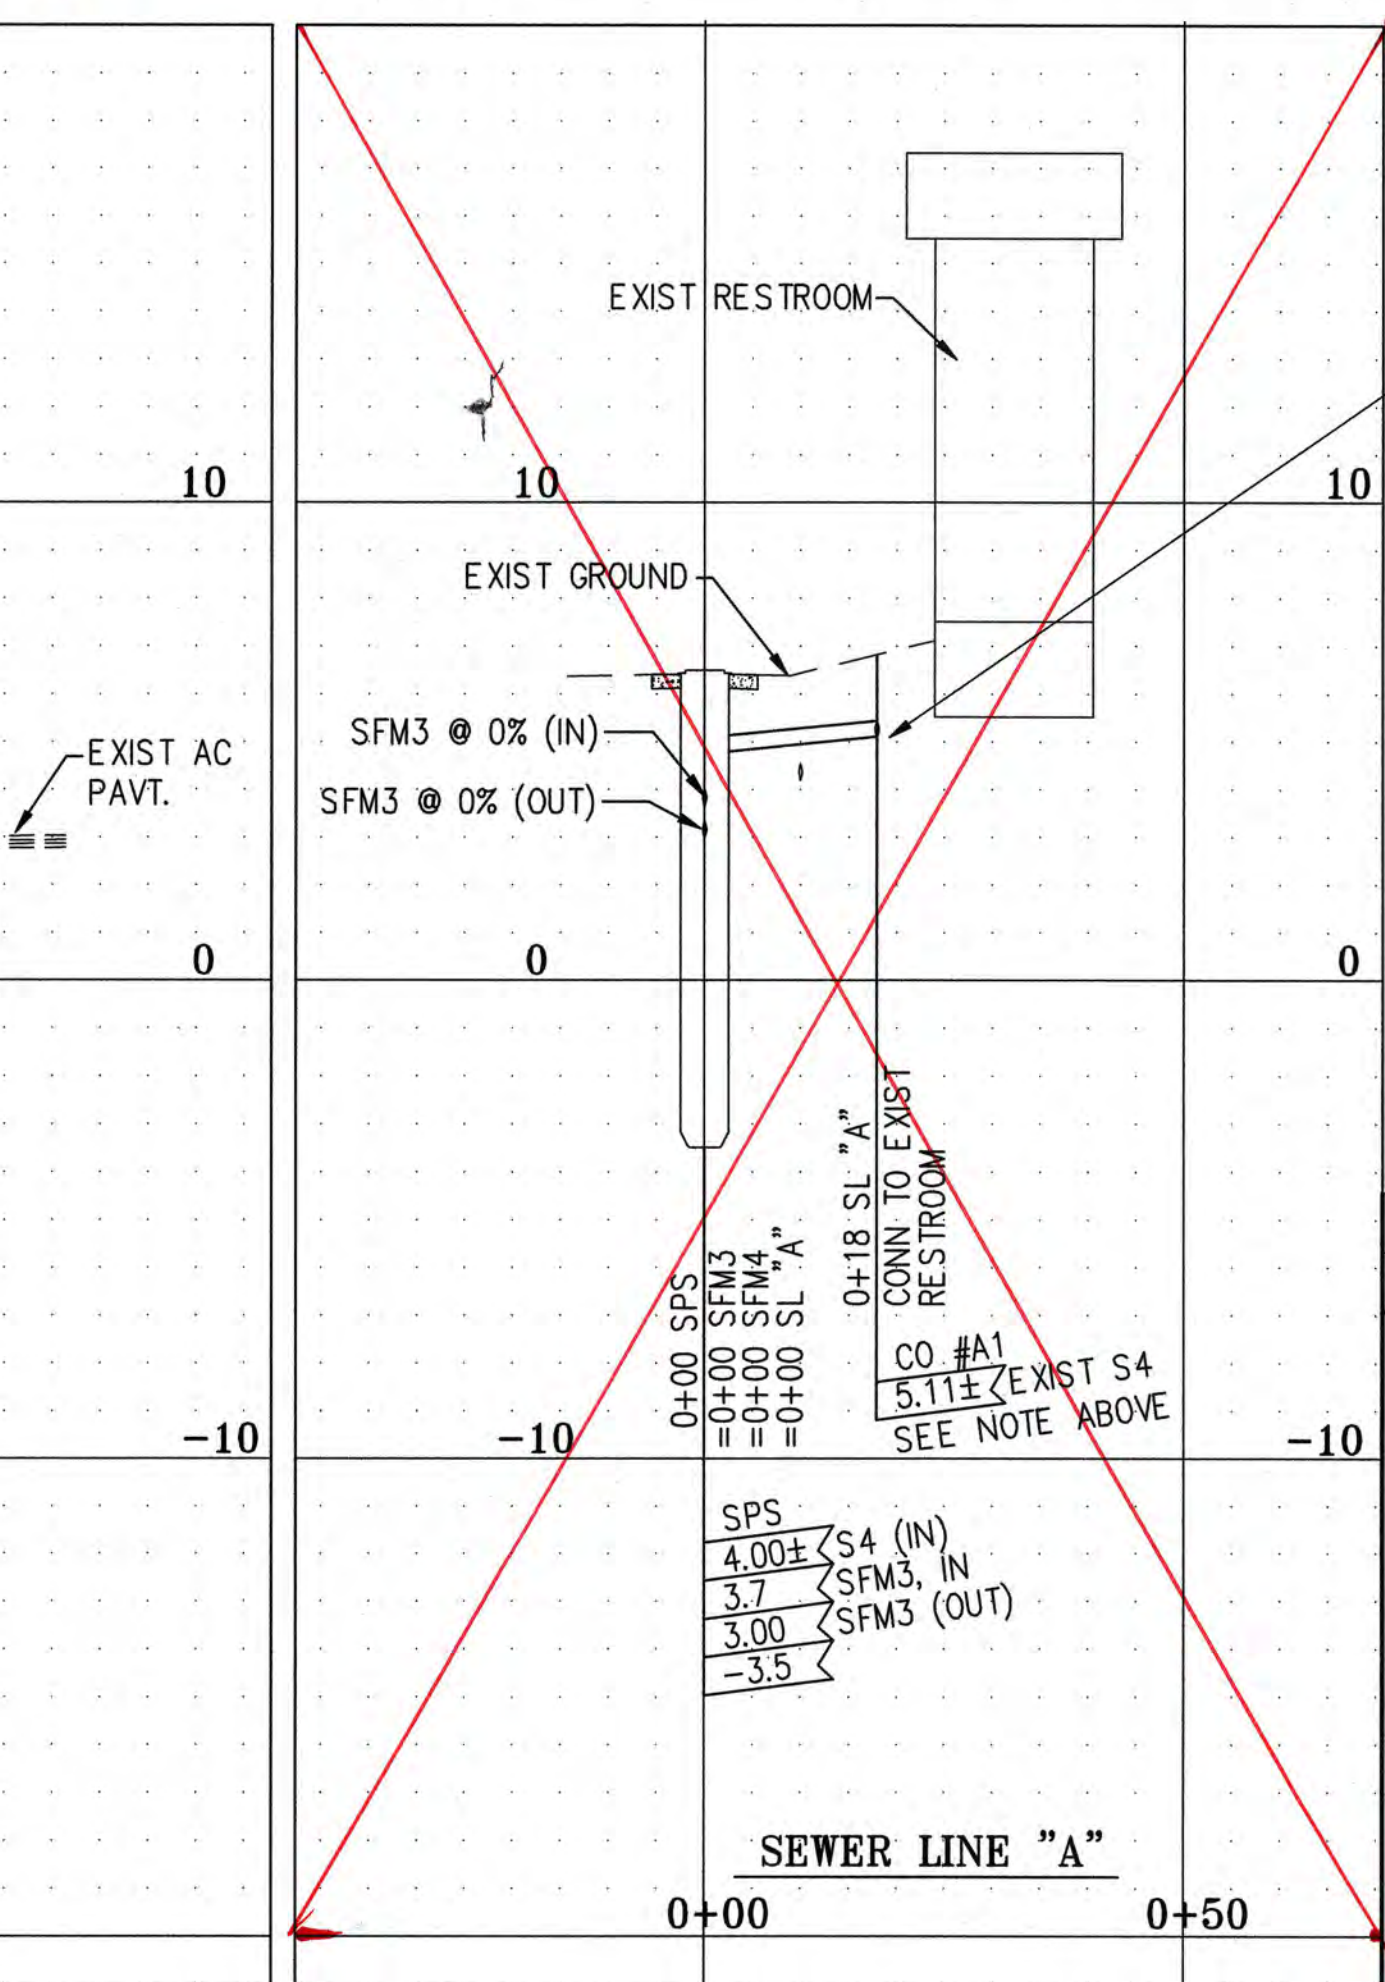 EXIST RESTROOM
10
10
10
EXIST GROUND
SFM3 @ 0% (IN)
EXIST AC
PAVT.
SFM3 @ 0% (OUT)
0
0
0
0+00 SPS
=0+00 SFM3
=0+00 SFM4
=0+00 SL "A"
0+18 SL "A"
CONN TO EXIST
RESTROOM
CO #A1
5.11± EXIST S4
SEE NOTE ABOVE
-10
-10
-10
SPS
4.00± S4 (IN)
3.7 SFM3, IN
3.00 SFM3 (OUT)
-3.5
SEWER LINE "A"
0+00
0+50